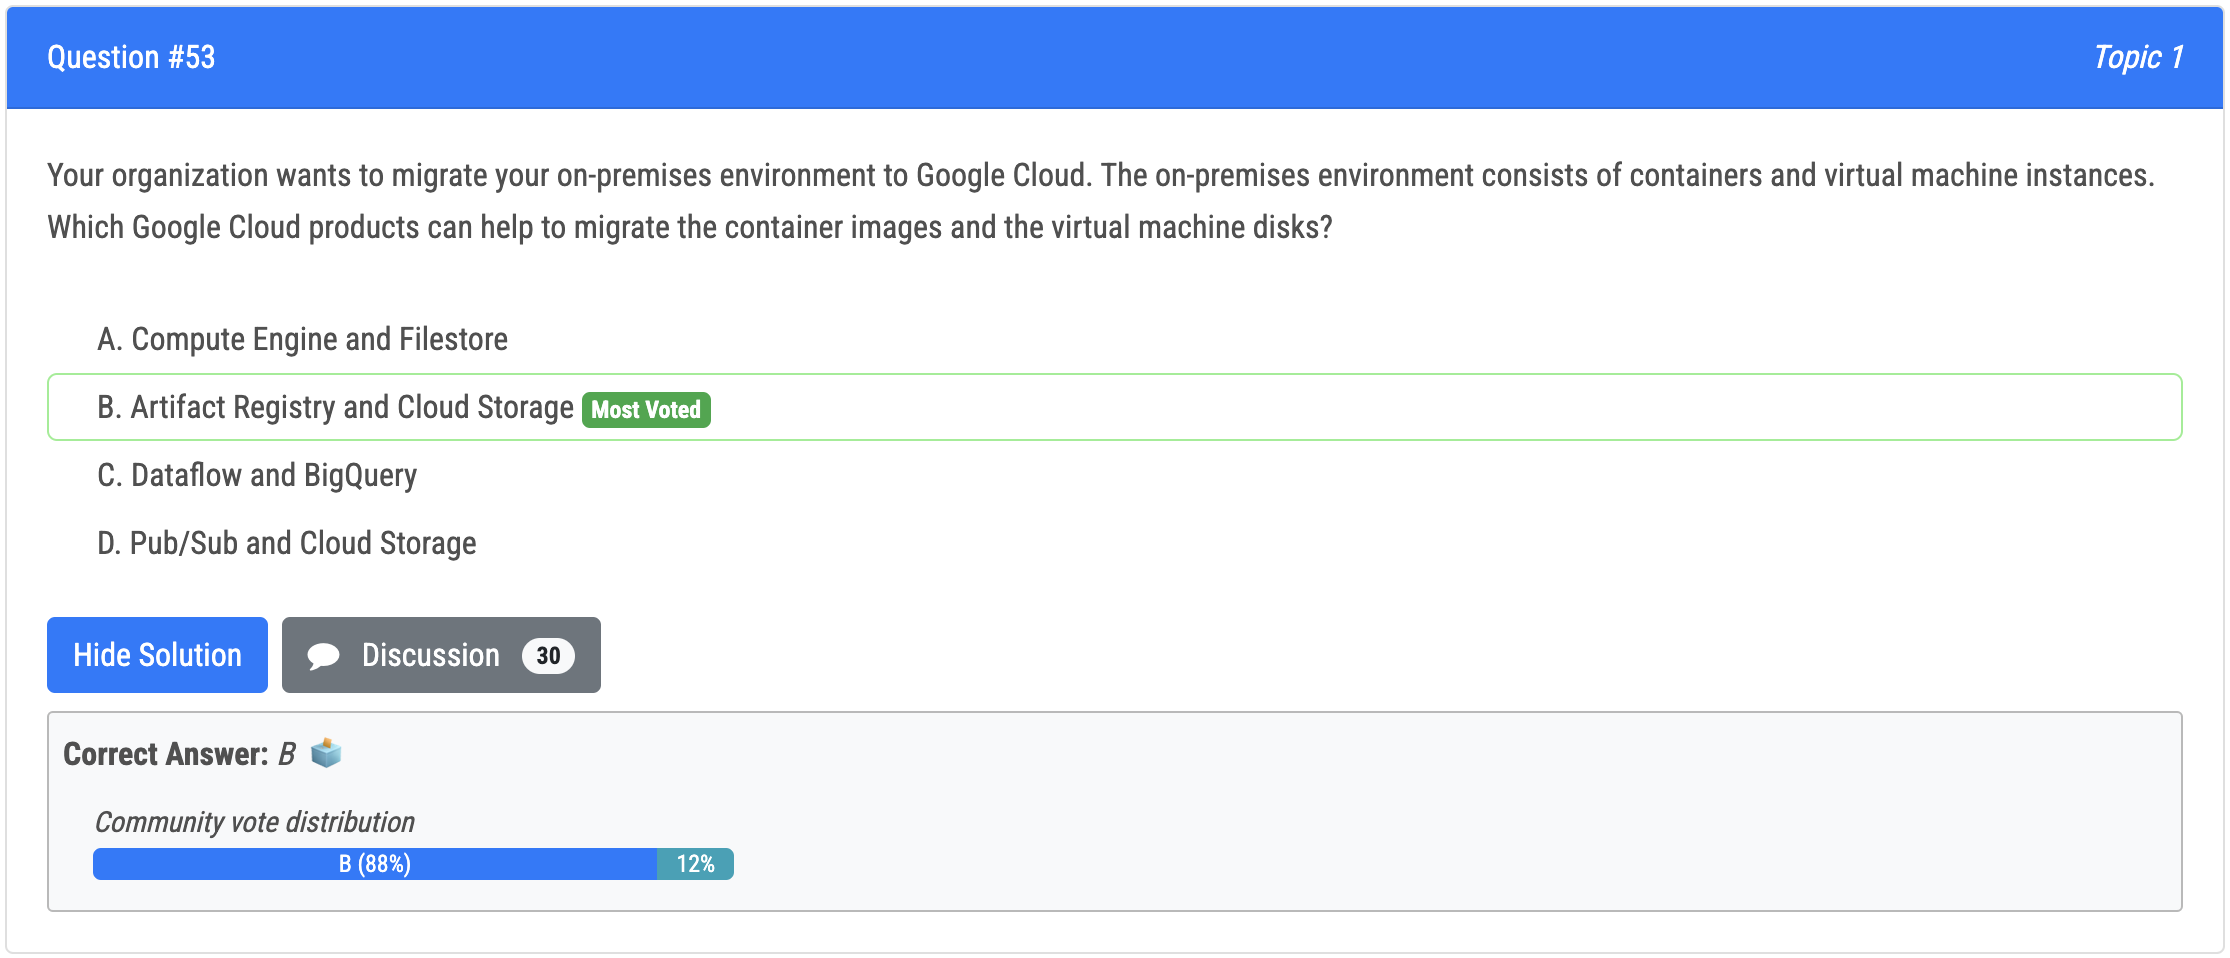 Question #53
Topic 1
Your organization wants to migrate your on-premises environment to Google Cloud. The on-premises environment consists of containers and virtual machine instances.
Which Google Cloud products can help to migrate the container images and the virtual machine disks?
A. Compute Engine and Filestore
B. Artifact Registry and Cloud Storage Most Voted
C. Dataflow and BigQuery
D. Pub/Sub and Cloud Storage
Hide Solution
Discussion 30
Correct Answer: B
Community vote distribution
B (88%) 12%